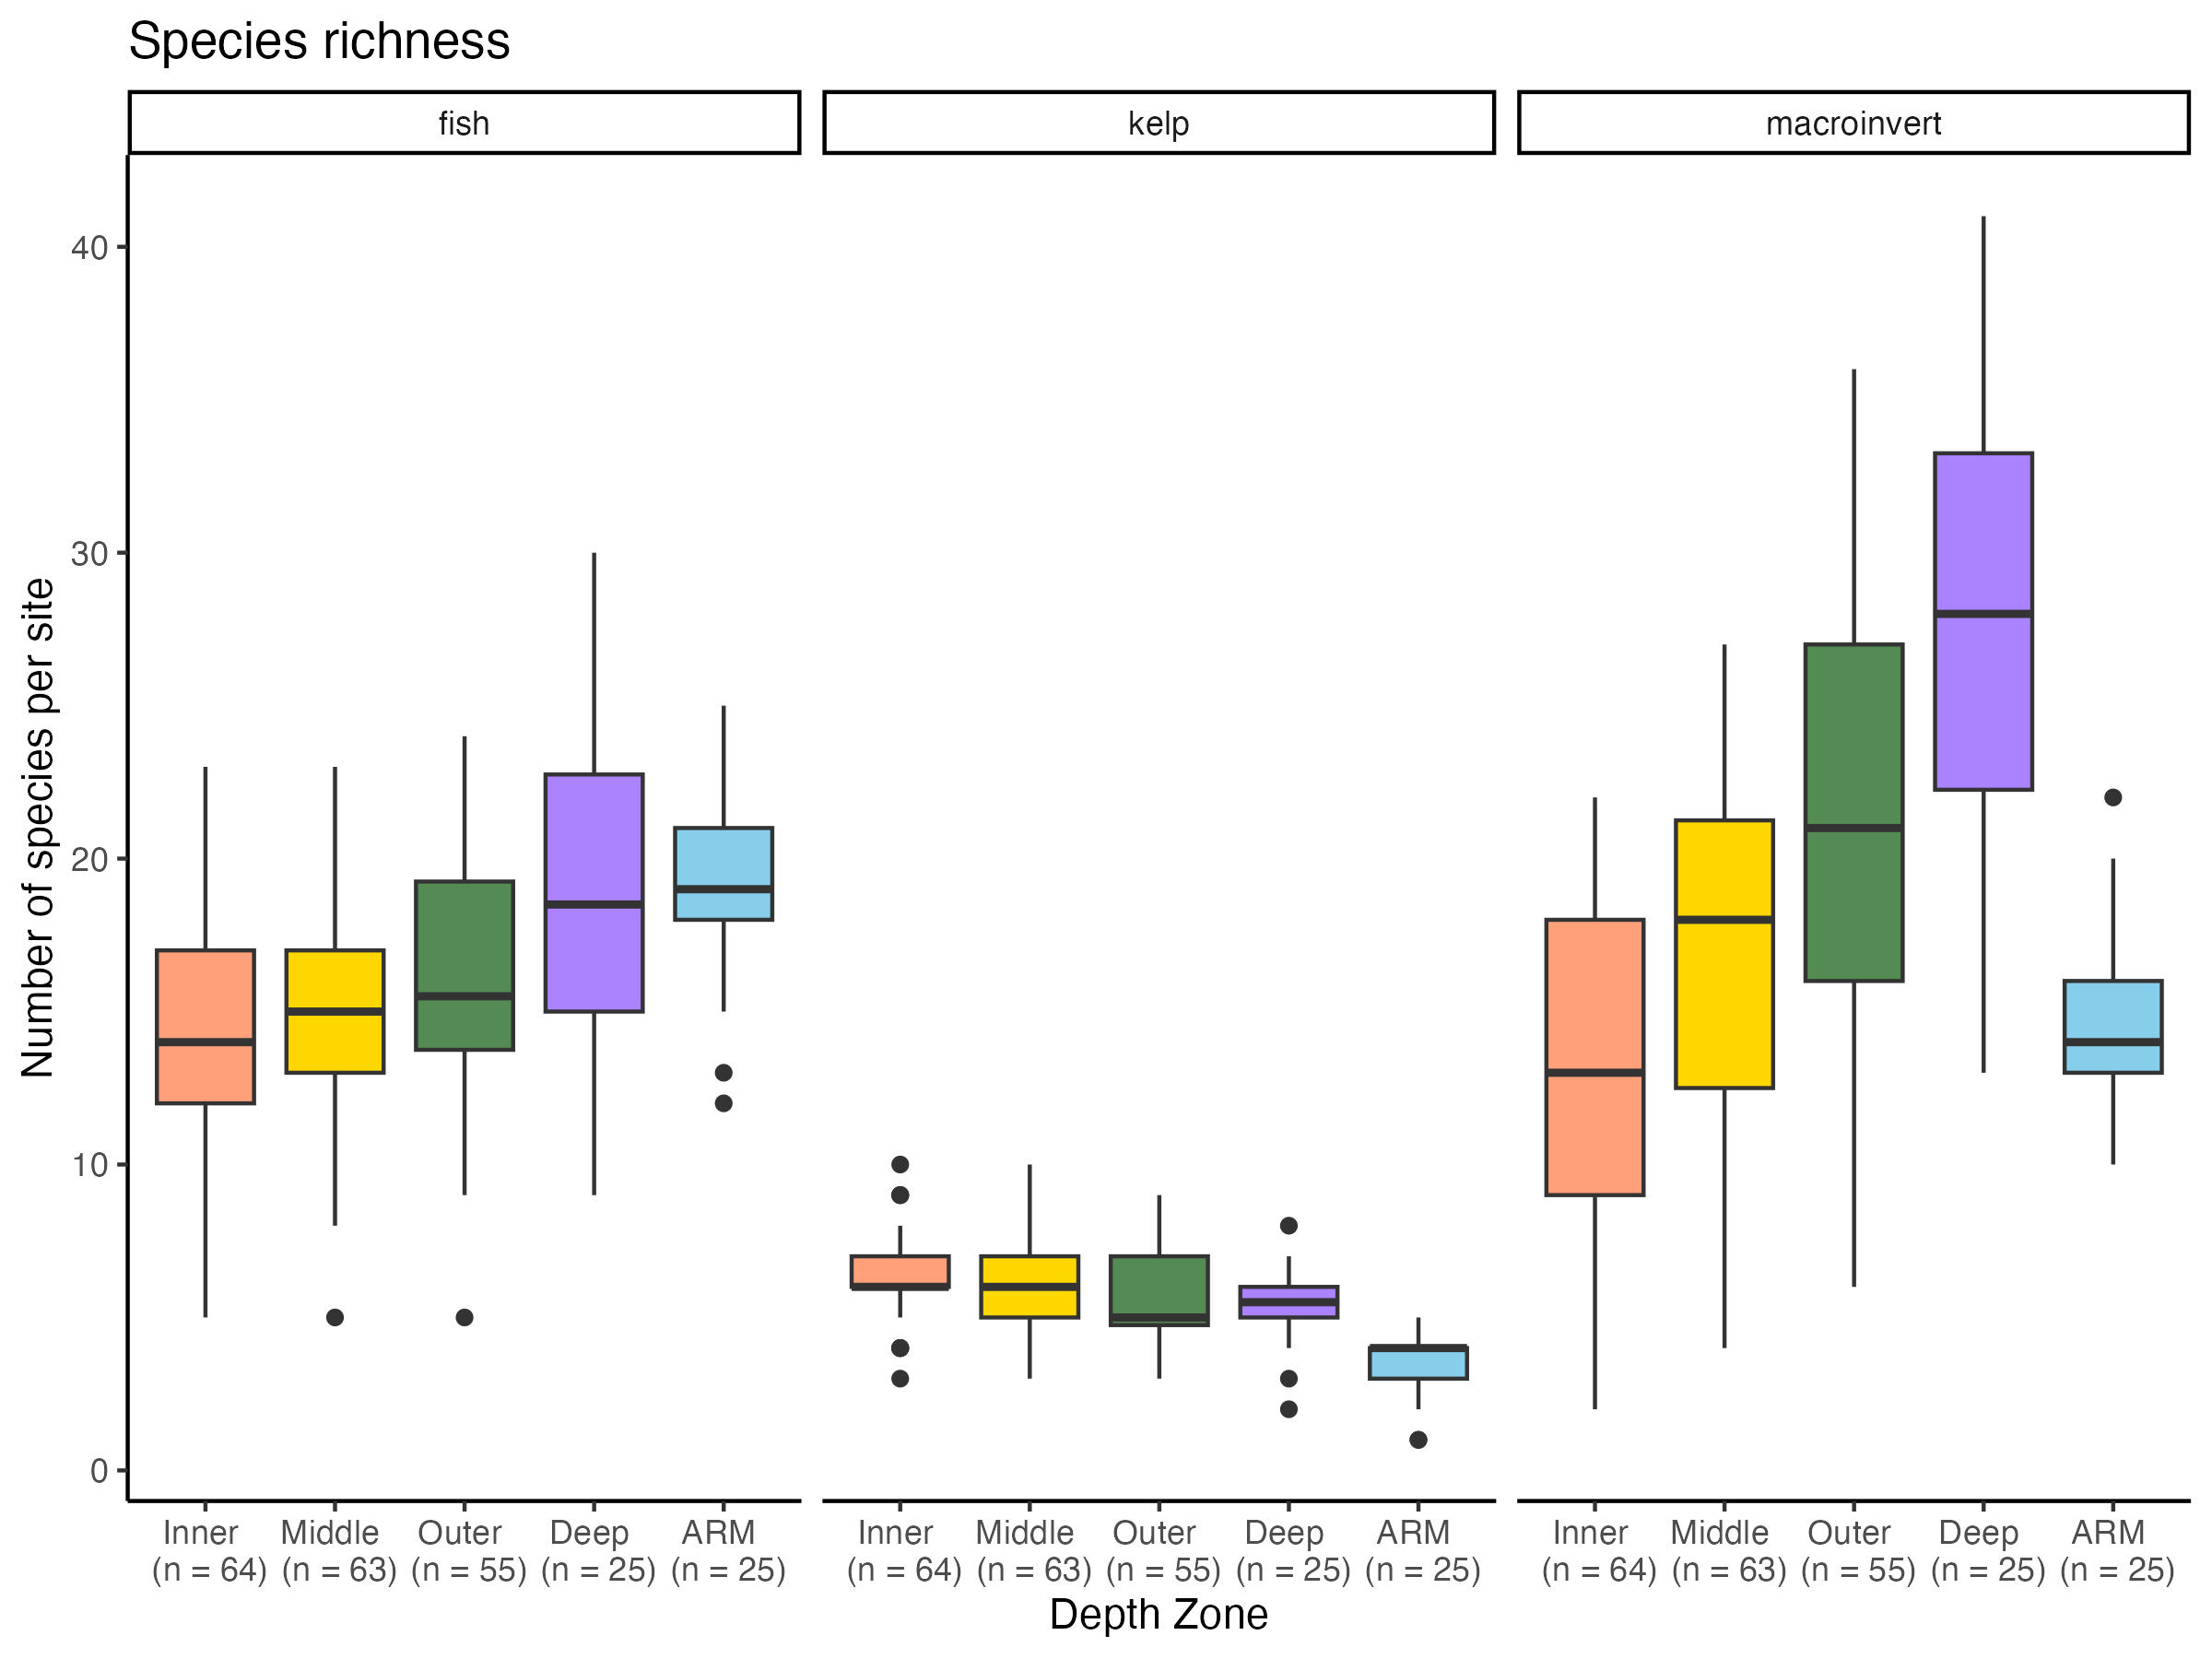 Species richness
fish
kelp
macroinvert
Number of species per site
40
30
20
10
0
Inner Middle Outer Deep ARM
(n = 64) (n = 63) (n = 55) (n = 25) (n = 25)
Inner Middle Outer Deep ARM
(n = 64) (n = 63) (n = 55) (n = 25) (n = 25)
Inner Middle Outer Deep ARM
(n = 64) (n = 63) (n = 55) (n = 25) (n = 25)
Depth Zone